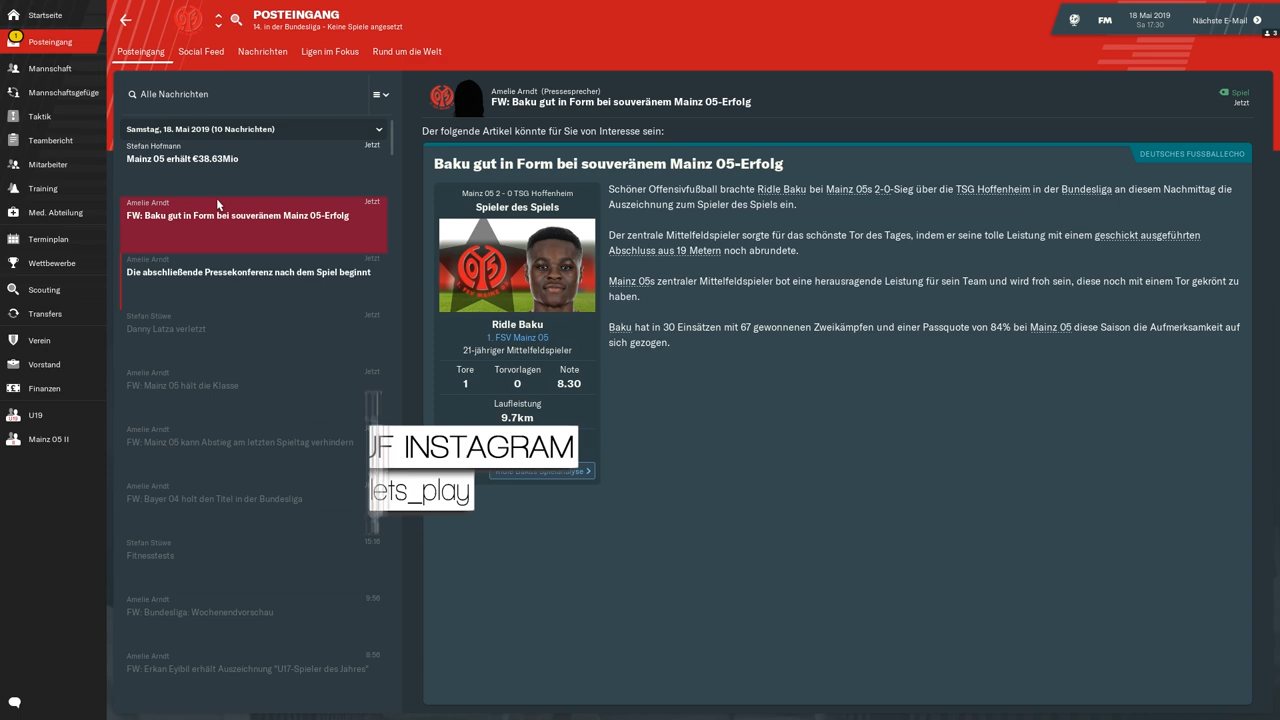 Startseite
1
Posteingang
Mannschaft
Mannschaftsgefüge
Taktik
Teambericht
Mitarbeiter
Training
Med. Abteilung
Terminplan
Wettbewerbe
Scouting
Transfers
Verein
Vorstand
Finanzen
U19
Mainz 05 II
POSTEINGANG
14. in der Bundesliga - Keine Spiele angesetzt
FM
18 Mai 2019
Sa 17:30
Nächste E-Mail
3
Posteingang
Social Feed
Nachrichten
Ligen im Fokus
Rund um die Welt
Alle Nachrichten
Samstag, 18. Mai 2019 (10 Nachrichten)
Stefan Hofmann
Jetzt
Mainz 05 erhält €38.63Mio
Amelie Arndt
Jetzt
FW: Baku gut in Form bei souveränem Mainz 05-Erfolg
Amelie Arndt
Jetzt
Die abschließende Pressekonferenz nach dem Spiel beginnt
Stefan Stüwe
Jetzt
Danny Latza verletzt
Amelie Arndt
Jetzt
FW: Mainz 05 hält die Klasse
Amelie Arndt
FW: Mainz 05 kann Abstieg am letzten Spieltag verhindern
Amelie Arndt
FW: Bayer 04 holt den Titel in der Bundesliga
Stefan Stüwe
15:16
Fitnesstests
Amelie Arndt
9:56
FW: Bundesliga: Wochenendvorschau
Amelie Arndt
8:56
FW: Erkan Eyibil erhält Auszeichnung "U17-Spieler des Jahres"
Amelie Arndt (Pressesprecher)
FW: Baku gut in Form bei souveränem Mainz 05-Erfolg
Spiel
Jetzt
Der folgende Artikel könnte für Sie von Interesse sein:
DEUTSCHES FUSSBALLECHO
Baku gut in Form bei souveränem Mainz 05-Erfolg
Mainz 05 2 - 0 TSG Hoffenheim
Spieler des Spiels
Ridle Baku
1. FSV Mainz 05
21-jähriger Mittelfeldspieler
Tore
Torvorlagen
Note
1
0
8.30
Laufleistung
9.7km
Schöner Offensivfußball brachte Ridle Baku bei Mainz 05s 2-0-Sieg über die TSG Hoffenheim in der Bundesliga an diesem Nachmittag die
Auszeichnung zum Spieler des Spiels ein.
Der zentrale Mittelfeldspieler sorgte für das schönste Tor des Tages, indem er seine tolle Leistung mit einem geschickt ausgeführten
Abschluss aus 19 Metern noch abrundete.
Mainz 05s zentraler Mittelfeldspieler bot eine herausragende Leistung für sein Team und wird froh sein, diese noch mit einem Tor gekrönt zu
haben.
Baku hat in 30 Einsätzen mit 67 gewonnenen Zweikämpfen und einer Passquote von 84% bei Mainz 05 diese Saison die Aufmerksamkeit auf
sich gezogen.
UF INSTAGRAM
lets_play